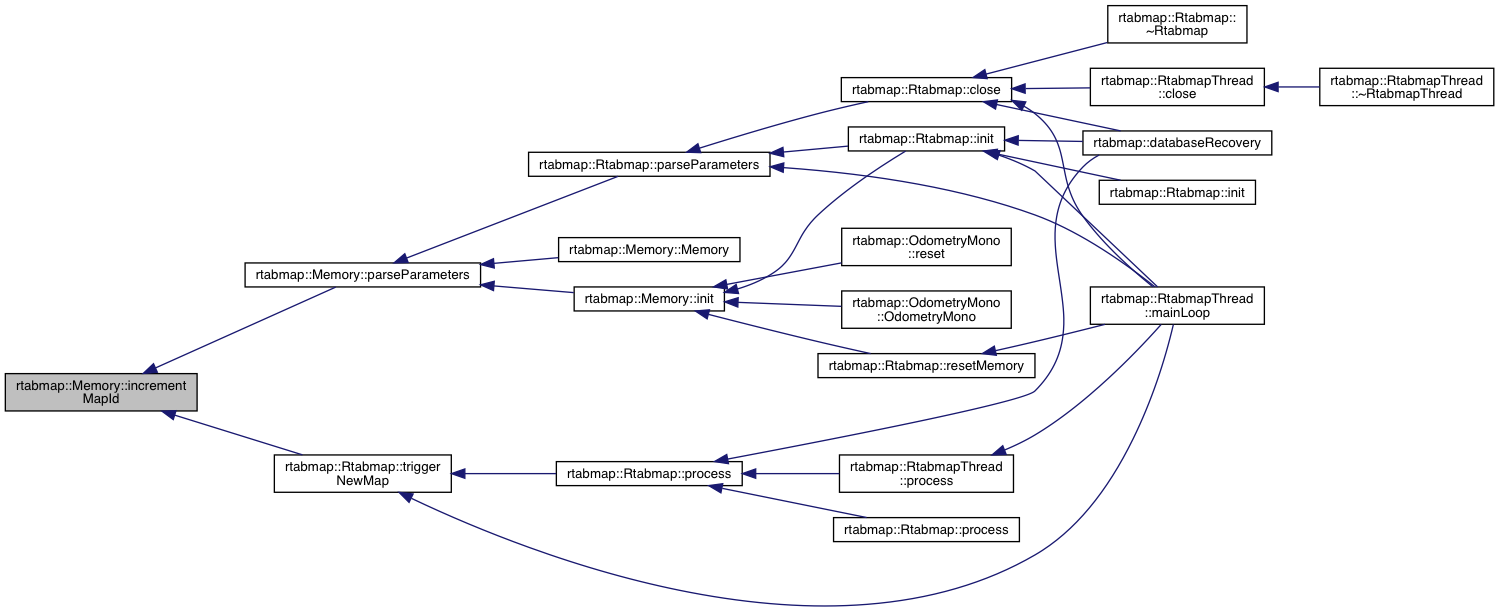 rtabmap::Rtabmap::
~Rtabmap
rtabmap::Rtabmap::close
rtabmap::RtabmapThread
::close
rtabmap::RtabmapThread
::~RtabmapThread
rtabmap::Rtabmap::init
rtabmap::databaseRecovery
rtabmap::Rtabmap::parseParameters
rtabmap::Rtabmap::init
rtabmap::Memory::Memory
rtabmap::OdometryMono
::reset
rtabmap::Memory::parseParameters
rtabmap::Memory::init
rtabmap::OdometryMono
::OdometryMono
rtabmap::RtabmapThread
::mainLoop
rtabmap::Rtabmap::resetMemory
rtabmap::Memory::increment
MapId
rtabmap::Rtabmap::trigger
NewMap
rtabmap::Rtabmap::process
rtabmap::RtabmapThread
::process
rtabmap::Rtabmap::process